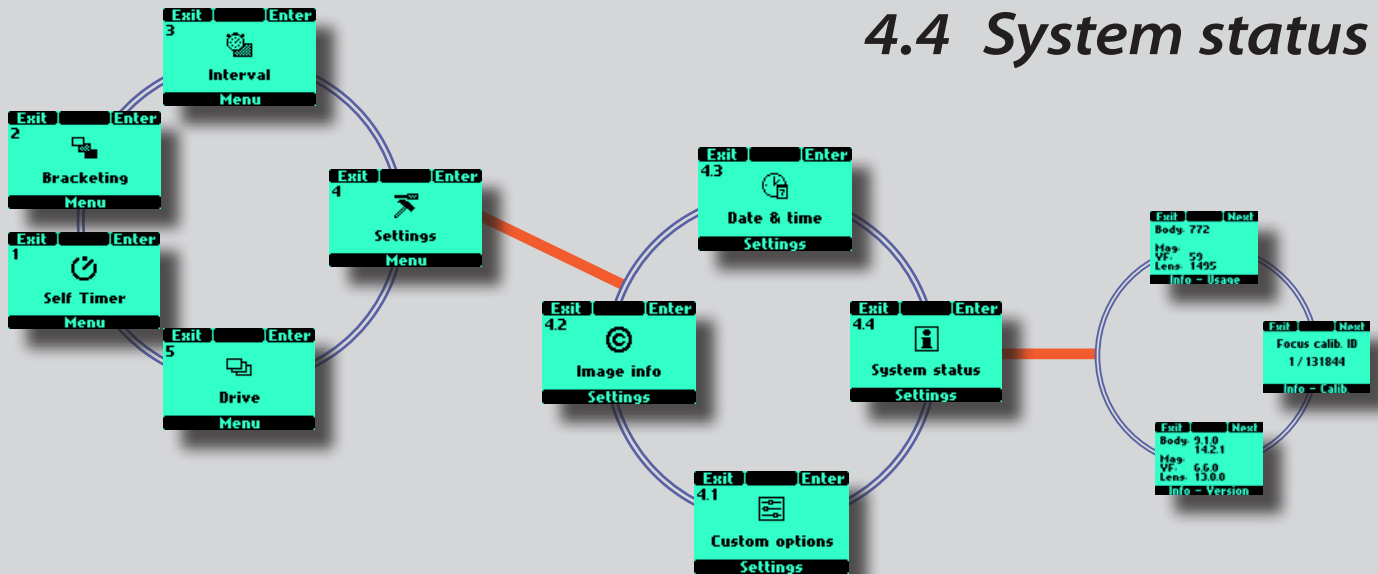 4.4 System status
Exit Enter
3
Interval
Menu
Exit Enter
2
Bracketing
Menu
Exit Enter
1
Self Timer
Menu
Exit Enter
4
Settings
Menu
Exit Enter
5
Drive
Menu
Exit Enter
4.3
7
Date & time
Settings
Exit Enter
4.2
©
Image info
Settings
Exit Enter
4.4
i
System status
Settings
Exit Enter
4.1
Custom options
Settings
Exit Next
Body: 772
Mag:
VF: 59
Lens: 1495
Info - Usage
Exit Next
Focus calib. ID
1 / 131844
Info - Calib.
Exit Next
Body: 9.1.0
14.2.1
Mag:
VF: 6.6.0
Lens: 13.0.0
Info - Version